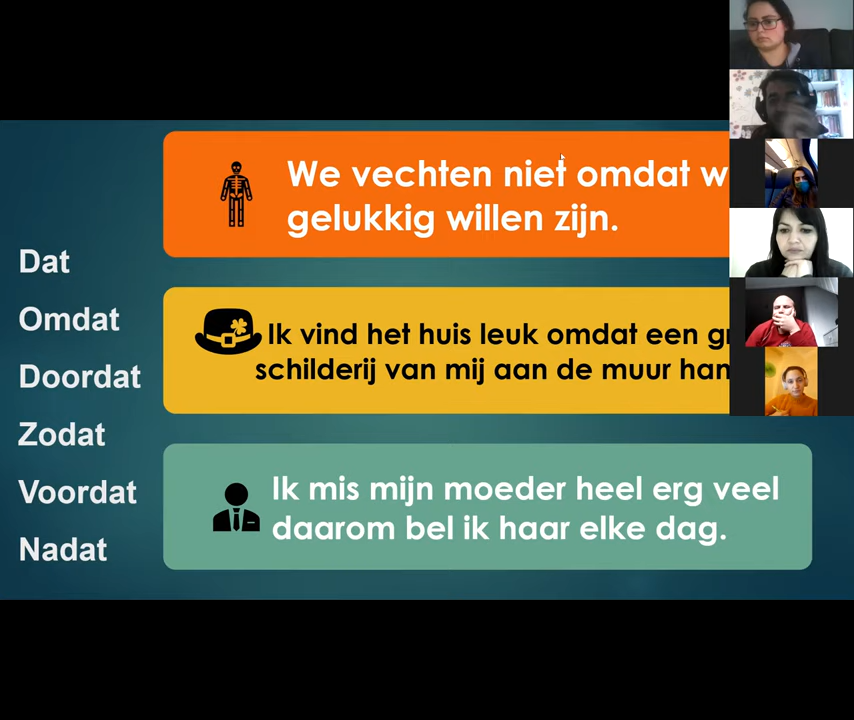 We vechten niet omdat
gelukkig willen zijn.
Dat
Omdat
Doordat
Zodat
Voordat
Nadat
Ik vind het huis leuk omdat een
schilderij van mij aan de muur
Ik mis mijn moeder heel erg veel
daarom bel ik haar elke dag.